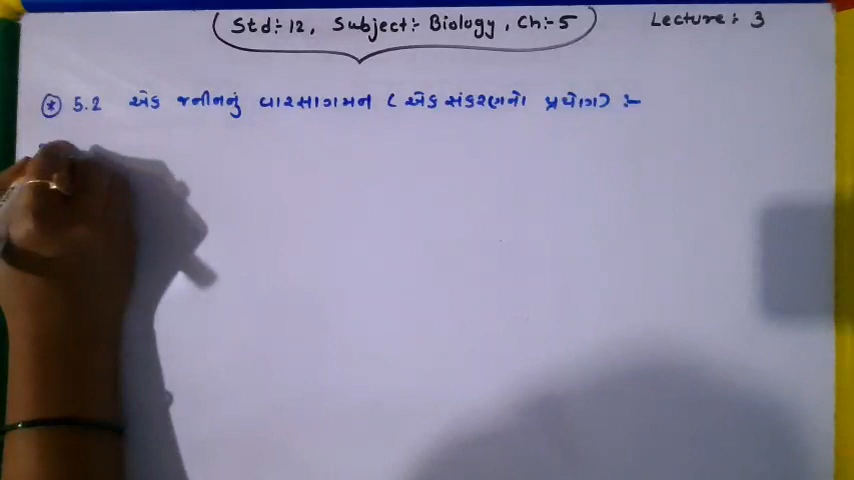 Std:- 12, Subject:- Biology, Ch:- 5
Lecture: 3
* 5.2 એક જનીનનું વારસાગમન ( એક સંકરણનો પ્રયોગ) :-